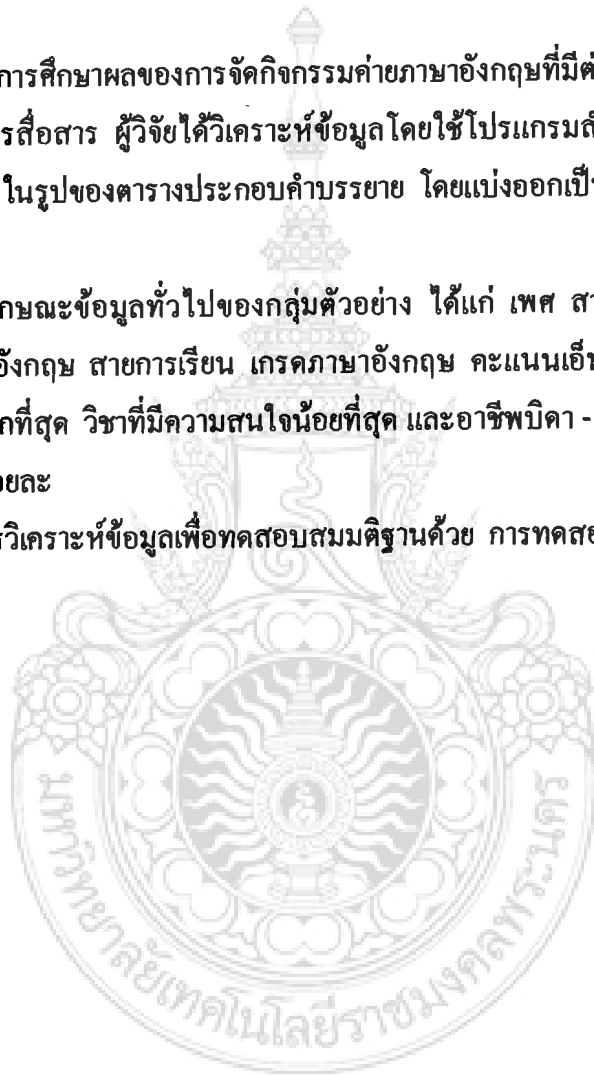 การศึกษาผลของการจัดกิจกรรมค่ายภาษาอังกฤษที่มีต่
รสื่อสาร ผู้วิจัยได้วิเคราะห์ข้อมูลโดยใช้โปรแกรมสำ
ในรูปของตารางประกอบคำบรรยาย โดยแบ่งออกเป็
กษณะข้อมูลทั่วไปของกลุ่มตัวอย่าง ได้แก่ เพศ สา
อังกฤษ สายการเรียน เกรดภาษาอังกฤษ คะแนนเอ็น
กที่สุด วิชาที่มีความสนใจน้อยที่สุด และอาชีพบิดา -
อยละ
รวิเคราะห์ข้อมูลเพื่อทดสอบสมมติฐานด้วย การทดสอ
มหาวิทยาลัยเทคโนโลยีราชมงคลพระนคร